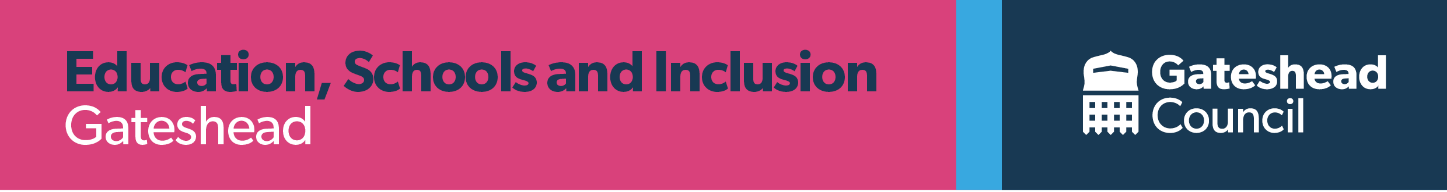 Education, Schools and Inclusion
Gateshead
Gateshead
Council